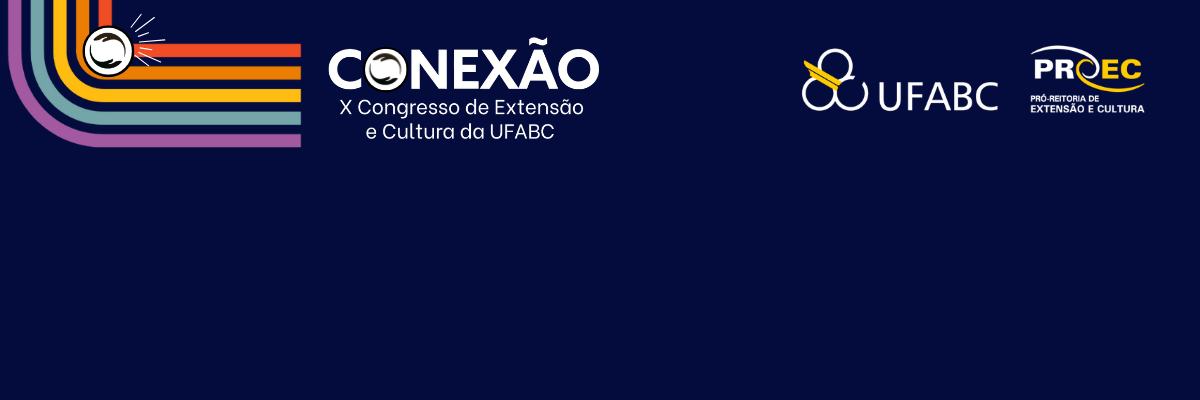 CONEXÃO
X Congresso de Extensão
e Cultura da UFABC
UFABC
PROEC
PRÓ-REITORIA DE
EXTENSÃO E CULTURA